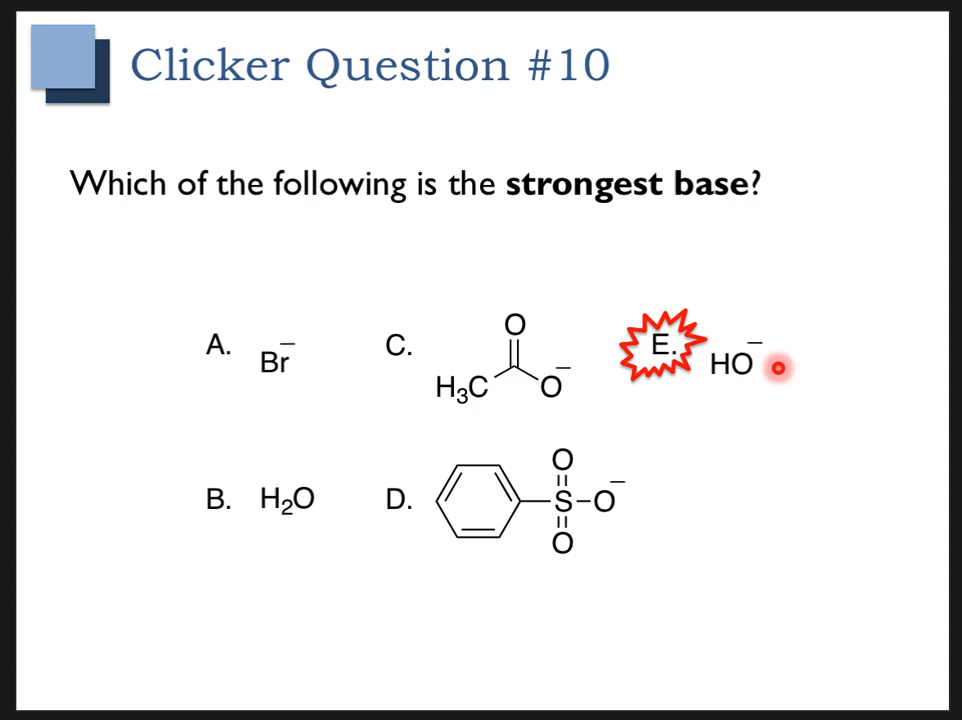 Clicker Question #10
Which of the following is the strongest base?
A. Br⁻
C. H₃C O O⁻
E. HO⁻
B. H₂O
D. O S O⁻ O